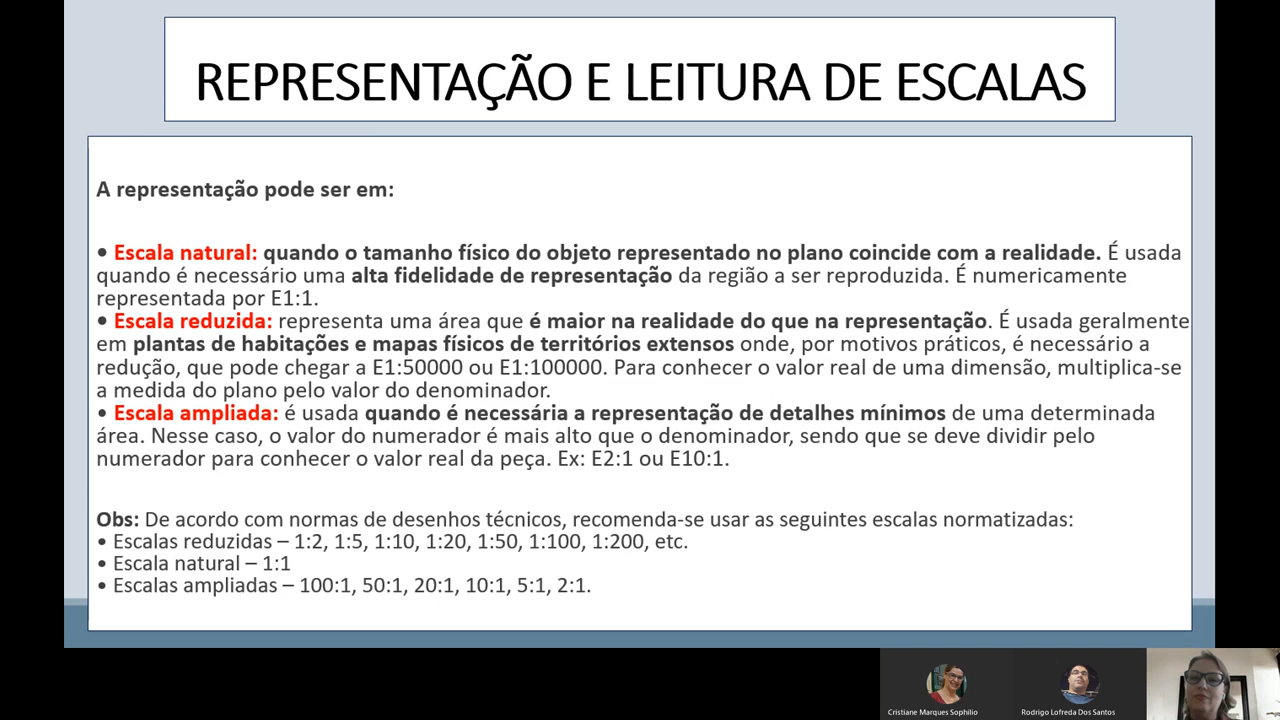 REPRESENTAÇÃO E LEITURA DE ESCALAS
A representação pode ser em:
• Escala natural: quando o tamanho físico do objeto representado no plano coincide com a realidade. É usada
quando é necessário uma alta fidelidade de representação da região a ser reproduzida. É numericamente
representada por E1:1.
• Escala reduzida: representa uma área que é maior na realidade do que na representação. É usada geralmente
em plantas de habitações e mapas físicos de territórios extensos onde, por motivos práticos, é necessário a
redução, que pode chegar a E1:50000 ou E1:100000. Para conhecer o valor real de uma dimensão, multiplica-se
a medida do plano pelo valor do denominador.
• Escala ampliada: é usada quando é necessária a representação de detalhes mínimos de uma determinada
área. Nesse caso, o valor do numerador é mais alto que o denominador, sendo que se deve dividir pelo
numerador para conhecer o valor real da peça. Ex: E2:1 ou E10:1.
Obs: De acordo com normas de desenhos técnicos, recomenda-se usar as seguintes escalas normatizadas:
• Escalas reduzidas – 1:2, 1:5, 1:10, 1:20, 1:50, 1:100, 1:200, etc.
• Escala natural – 1:1
• Escalas ampliadas – 100:1, 50:1, 20:1, 10:1, 5:1, 2:1.
Cristiane Marques Sophilio
Rodrigo Lofreda Dos Santos